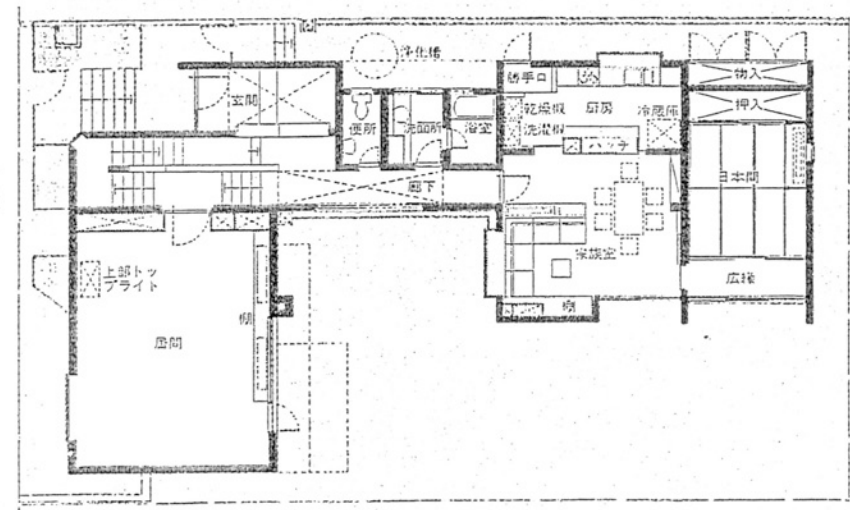 浄化槽
物入
勝手口
玄関
乾燥機
厨房
冷蔵庫
押入
便所
洗面所
浴室
洗濯機
ハッチ
日本間
廊下
家族室
広縁
上部トッ
プライト
棚
棚
居間